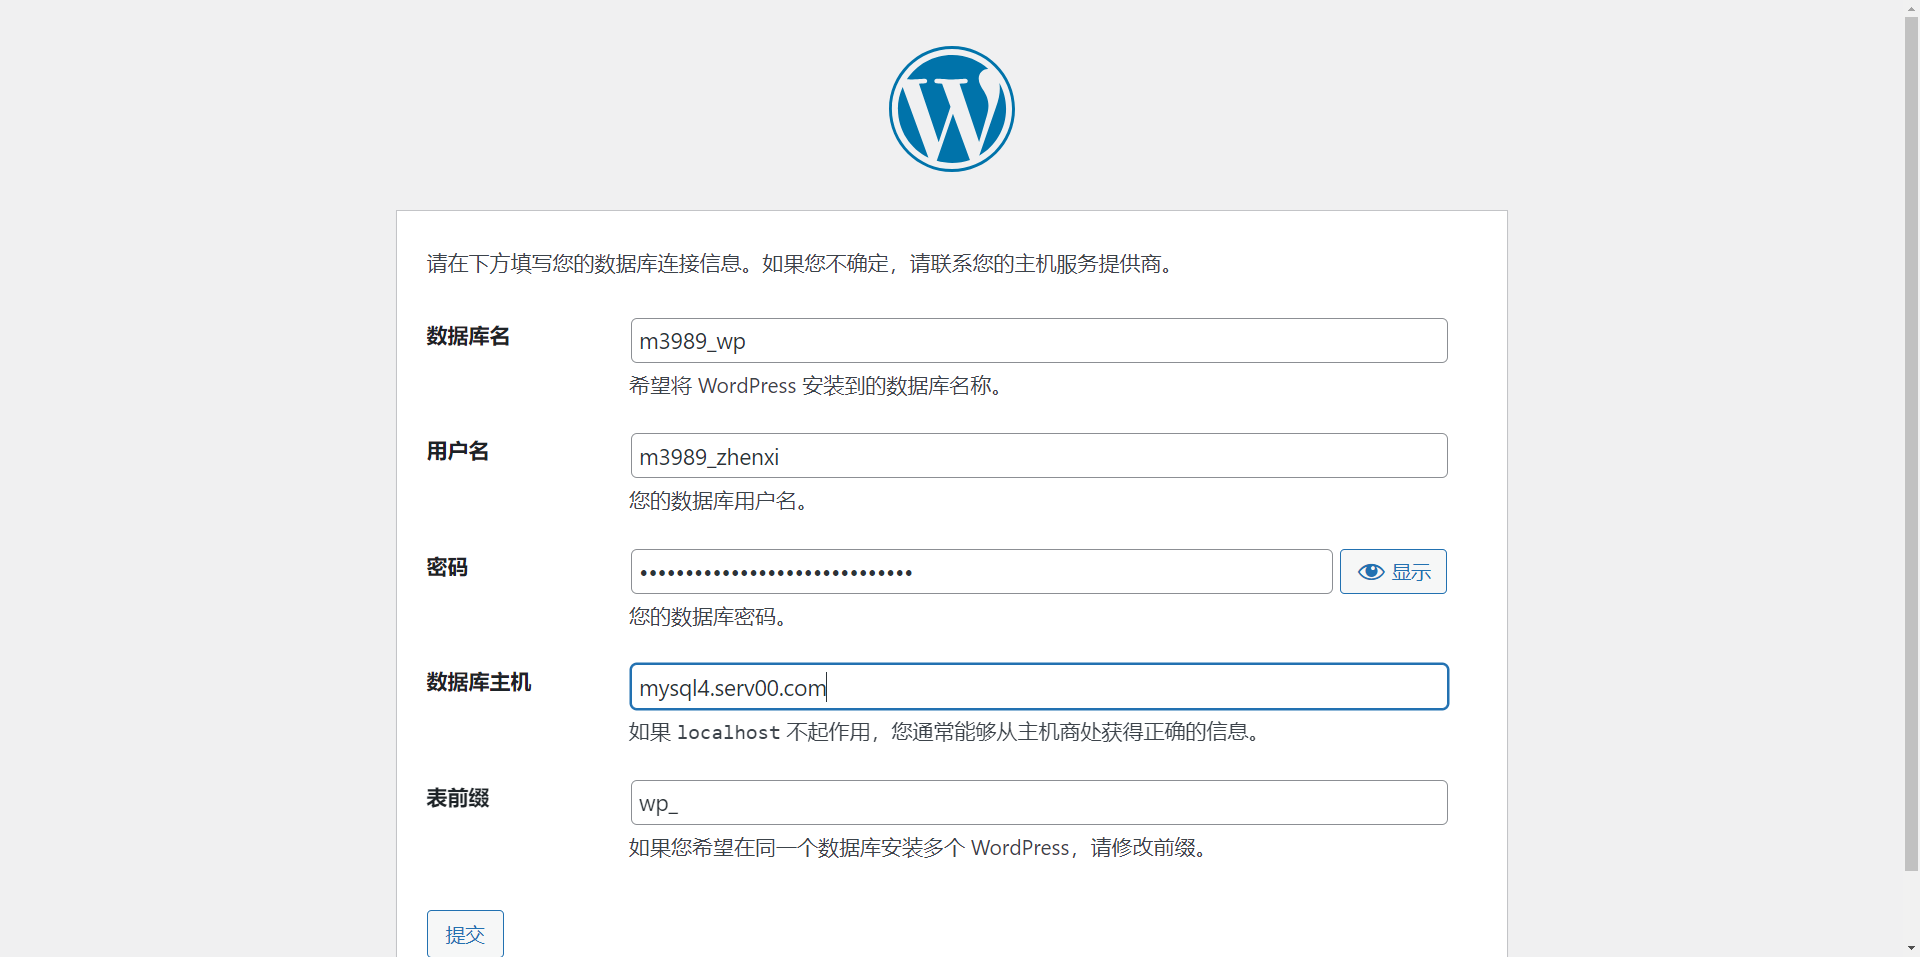 请在下方填写您的数据库连接信息。如果您不确定，请联系您的主机服务提供商。
数据库名
m3989_wp
希望将 WordPress 安装到的数据库名称。
用户名
m3989_zhenxi
您的数据库用户名。
密码
••••••••••••••••••••••••••••••
显示
您的数据库密码。
数据库主机
mysql4.serv00.com
如果 localhost 不起作用，您通常能够从主机商处获得正确的信息。
表前缀
wp_
如果您希望在同一个数据库安装多个 WordPress，请修改前缀。
提交